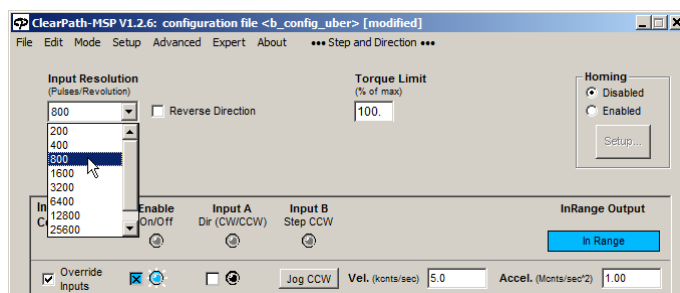 ClearPath-MSP V1.2.6: configuration file <b_config_uber> [modified]
File Edit Mode Setup Advanced Expert About ●●● Step and Direction ●●●
Input Resolution
(Pulses/Revolution)
800
Reverse Direction
Torque Limit
(% of max)
100.
Homing
Disabled
Enabled
Setup...
200
400
800
1600
3200
6400
12800
25600
Enable
On/Off
Input A
Dir (CW/CCW)
Input B
Step CCW
InRange Output
In Range
Override
Inputs
Jog CCW
Vel. (kcnts/sec) 5.0
Accel. (Mcnts/sec^2) 1.00